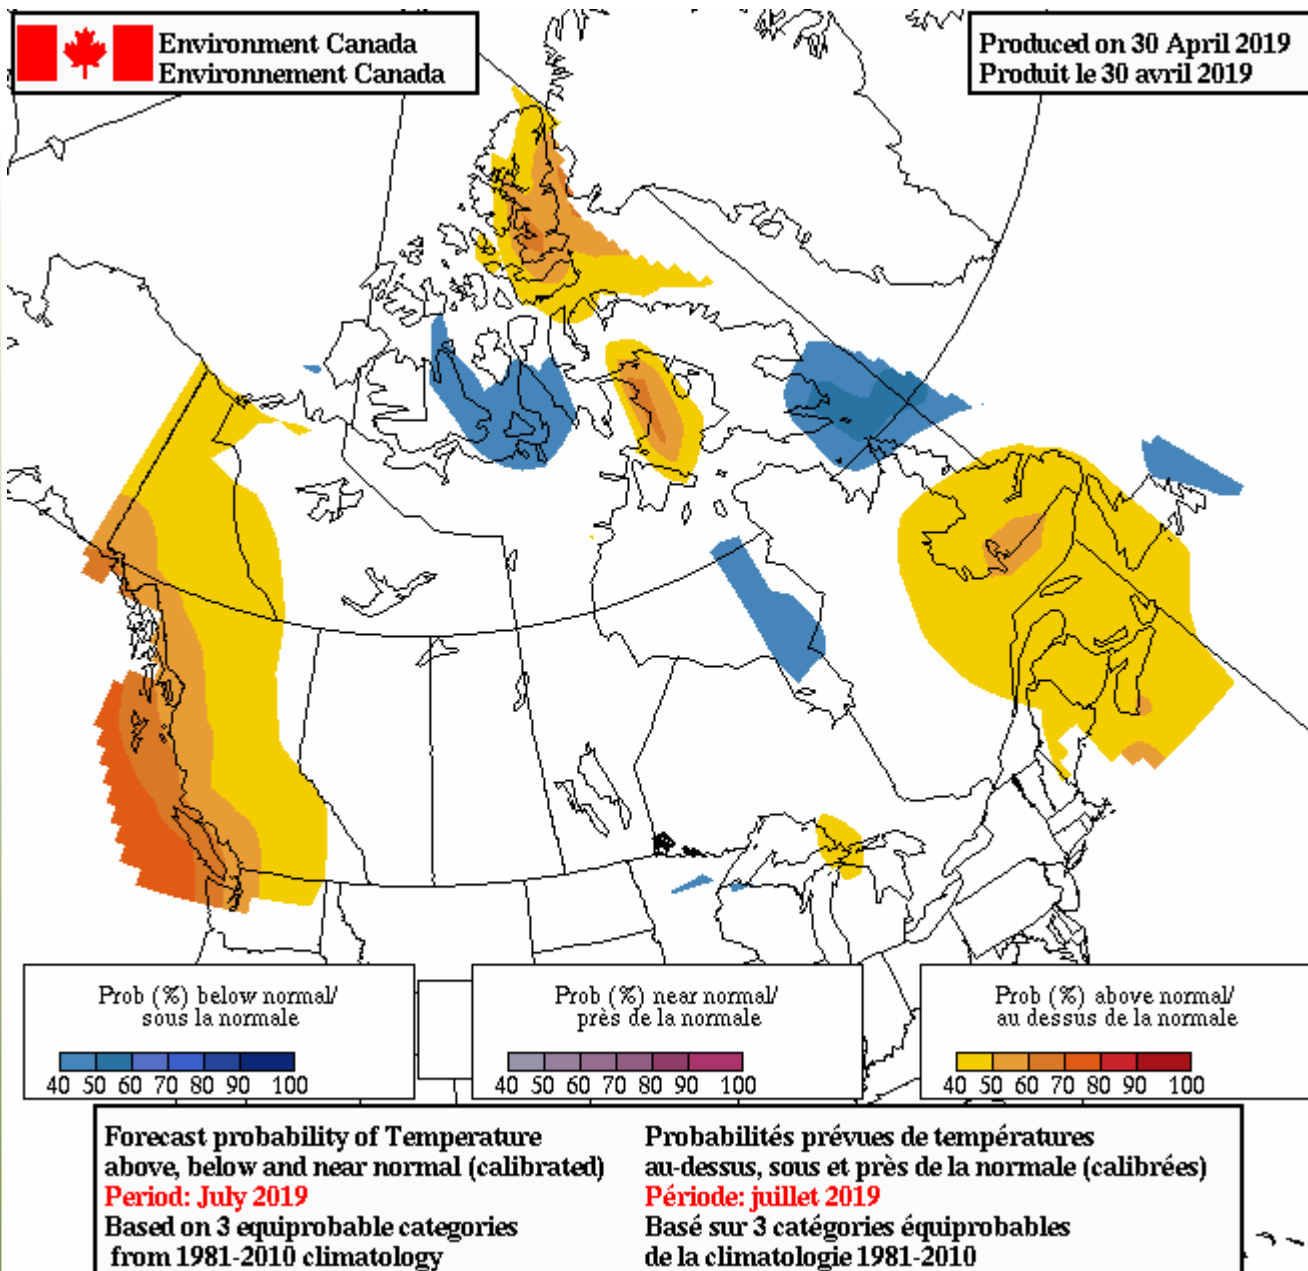 Environment Canada
Environnement Canada
Produced on 30 April 2019
Produit le 30 avril 2019
Prob (%) below normal/
sous la normale
40 50 60 70 80 90 100
Prob (%) near normal/
près de la normale
40 50 60 70 80 90 100
Prob (%) above normal/
au dessus de la normale
40 50 60 70 80 90 100
Forecast probability of Temperature
above, below and near normal (calibrated)
Period: July 2019
Based on 3 equiprobable categories
from 1981-2010 climatology
Probabilités prévues de températures
au-dessus, sous et près de la normale (calibrées)
Période: juillet 2019
Basé sur 3 catégories équiprobables
de la climatologie 1981-2010